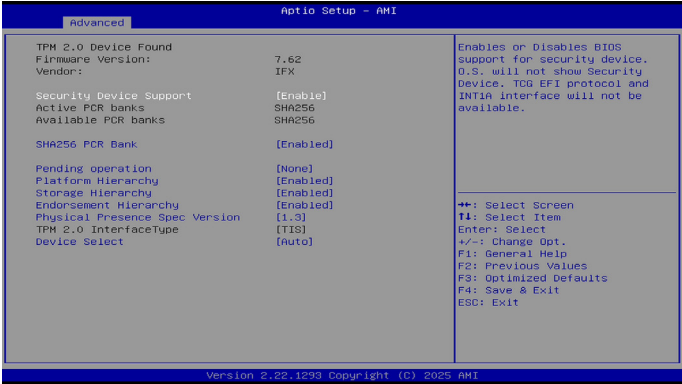 Aptio Setup - AMI
Advanced
TPM 2.0 Device Found
Firmware Version: 7.62
Vendor: IFX
Security Device Support [Enable]
Active PCR banks SHA256
Available PCR banks SHA256
SHA256 PCR Bank [Enabled]
Pending operation [None]
Platform Hierarchy [Enabled]
Storage Hierarchy [Enabled]
Endorsement Hierarchy [Enabled]
Physical Presence Spec Version [1.3]
TPM 2.0 InterfaceType [TIS]
Device Select [Auto]
Enables or Disables BIOS
support for security device.
O.S. will not show Security
Device. TCG EFI protocol and
INT1A interface will not be
available.
→←: Select Screen
↑↓: Select Item
Enter: Select
+/-: Change Opt.
F1: General Help
F2: Previous Values
F3: Optimized Defaults
F4: Save & Exit
ESC: Exit
Version 2.22.1293 Copyright (C) 2025 AMI